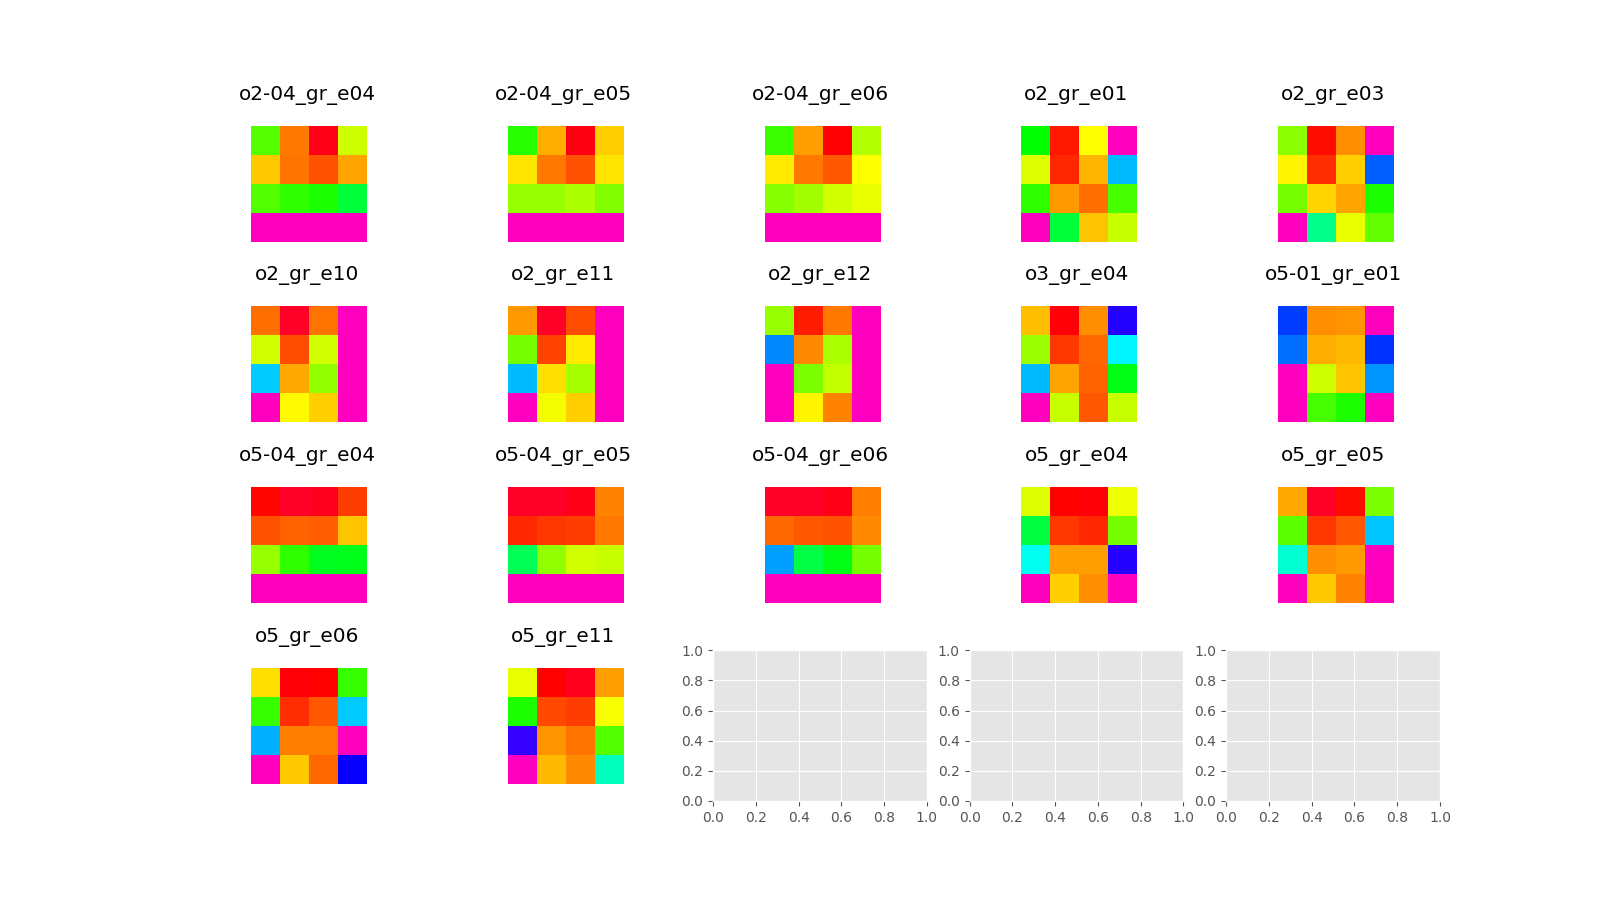 o2-04_gr_e04 o2-04_gr_e05 o2-04_gr_e06 o2_gr_e01 o2_gr_e03
o2_gr_e10 o2_gr_e11 o2_gr_e12 o3_gr_e04 o5-01_gr_e01
o5-04_gr_e04 o5-04_gr_e05 o5-04_gr_e06 o5_gr_e04 o5_gr_e05
o5_gr_e06 o5_gr_e11
1.0 1.0 1.0
0.8 0.8 0.8
0.6 0.6 0.6
0.4 0.4 0.4
0.2 0.2 0.2
0.0 0.0 0.0
0.0 0.2 0.4 0.6 0.8 1.0 0.0 0.2 0.4 0.6 0.8 1.0 0.0 0.2 0.4 0.6 0.8 1.0